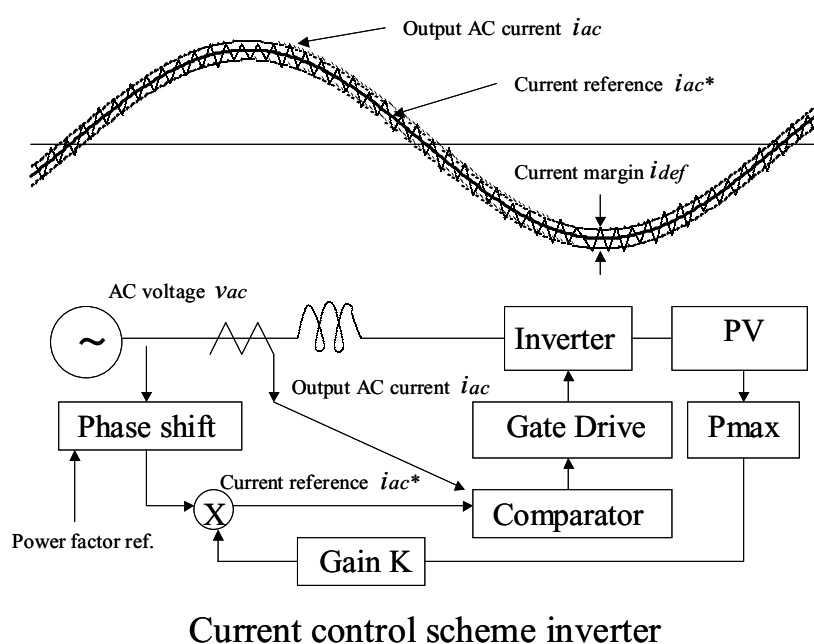 Output AC current iac
Current reference iac*
Current margin idef
AC voltage vac
~
Inverter
PV
Output AC current iac
Phase shift
Gate Drive
Pmax
Current reference iac*
X
Comparator
Power factor ref.
Gain K
Current control scheme inverter